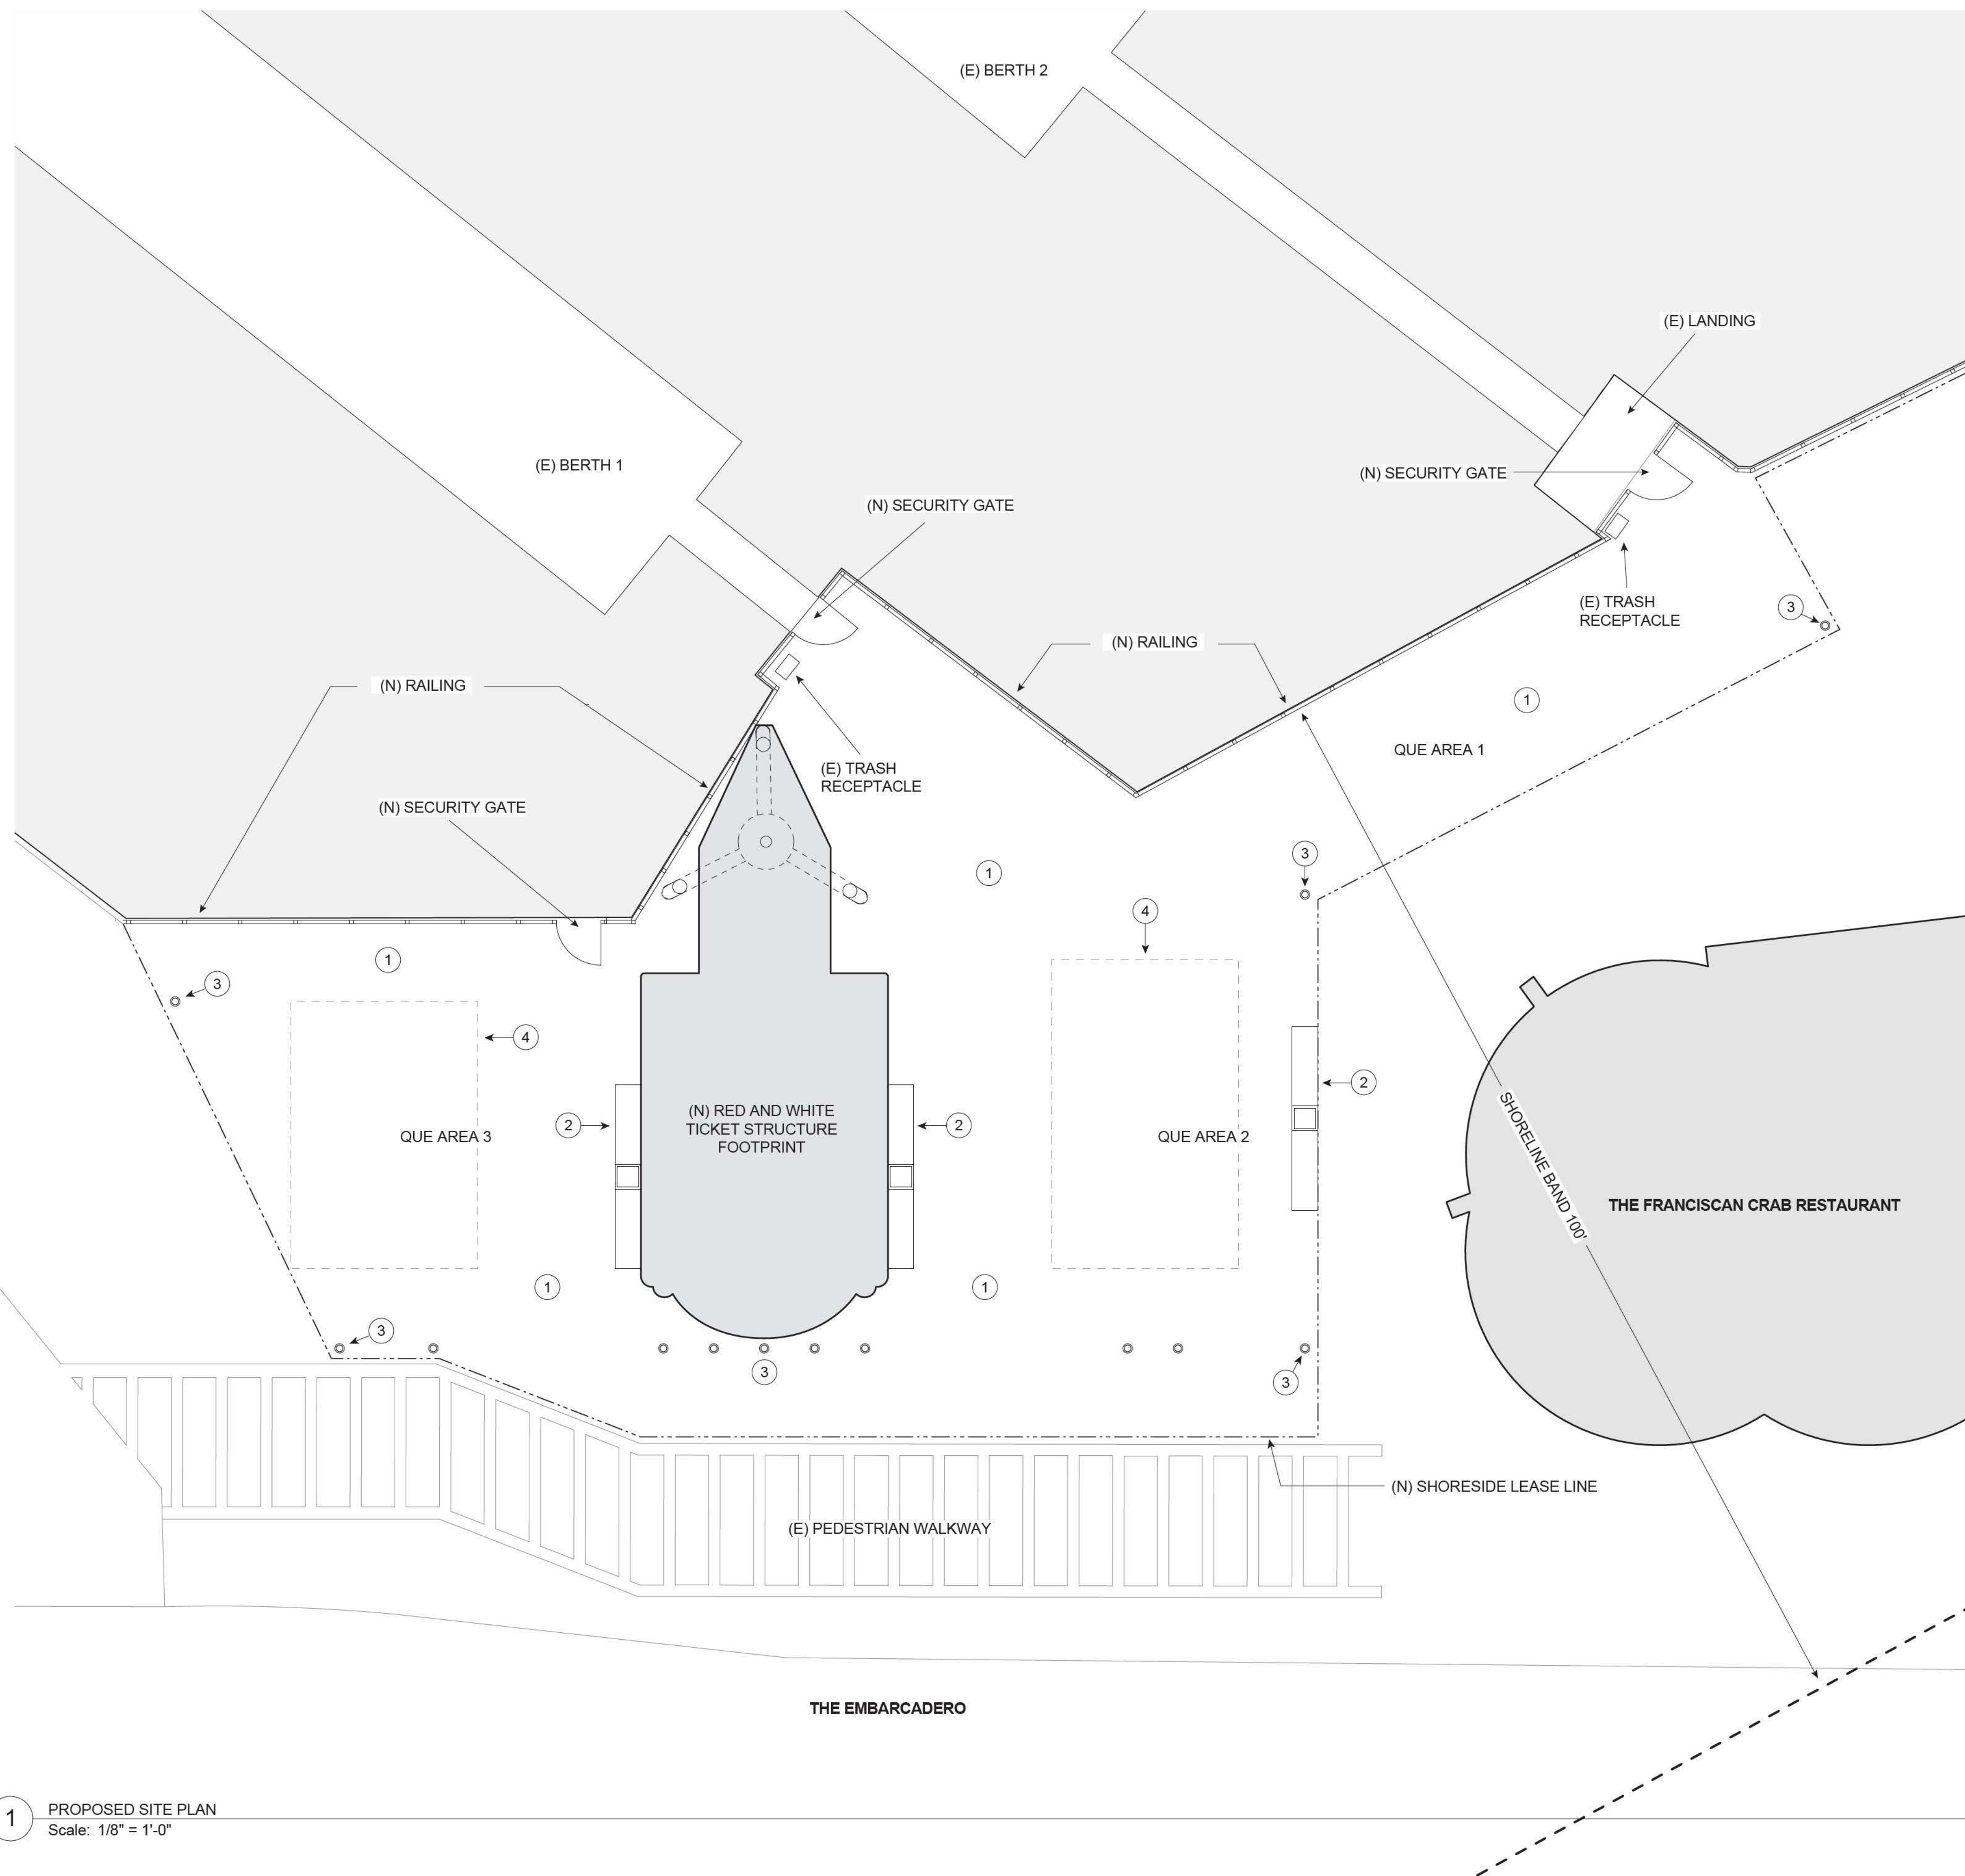 (E) BERTH 2
(E) LANDING
(E) BERTH 1
(N) SECURITY GATE
(N) SECURITY GATE
(E) TRASH
RECEPTACLE
3
(N) RAILING
(N) RAILING
1
QUE AREA 1
(E) TRASH
RECEPTACLE
(N) SECURITY GATE
3
1
4
1
3
4
2
(N) RED AND WHITE
TICKET STRUCTURE
FOOTPRINT
2
2
QUE AREA 3
QUE AREA 2
SHORELINE BAND 100'
THE FRANCISCAN CRAB RESTAURANT
1
1
3
3
3
(N) SHORESIDE LEASE LINE
(E) PEDESTRIAN WALKWAY
THE EMBARCADERO
1
PROPOSED SITE PLAN
Scale: 1/8" = 1'-0"